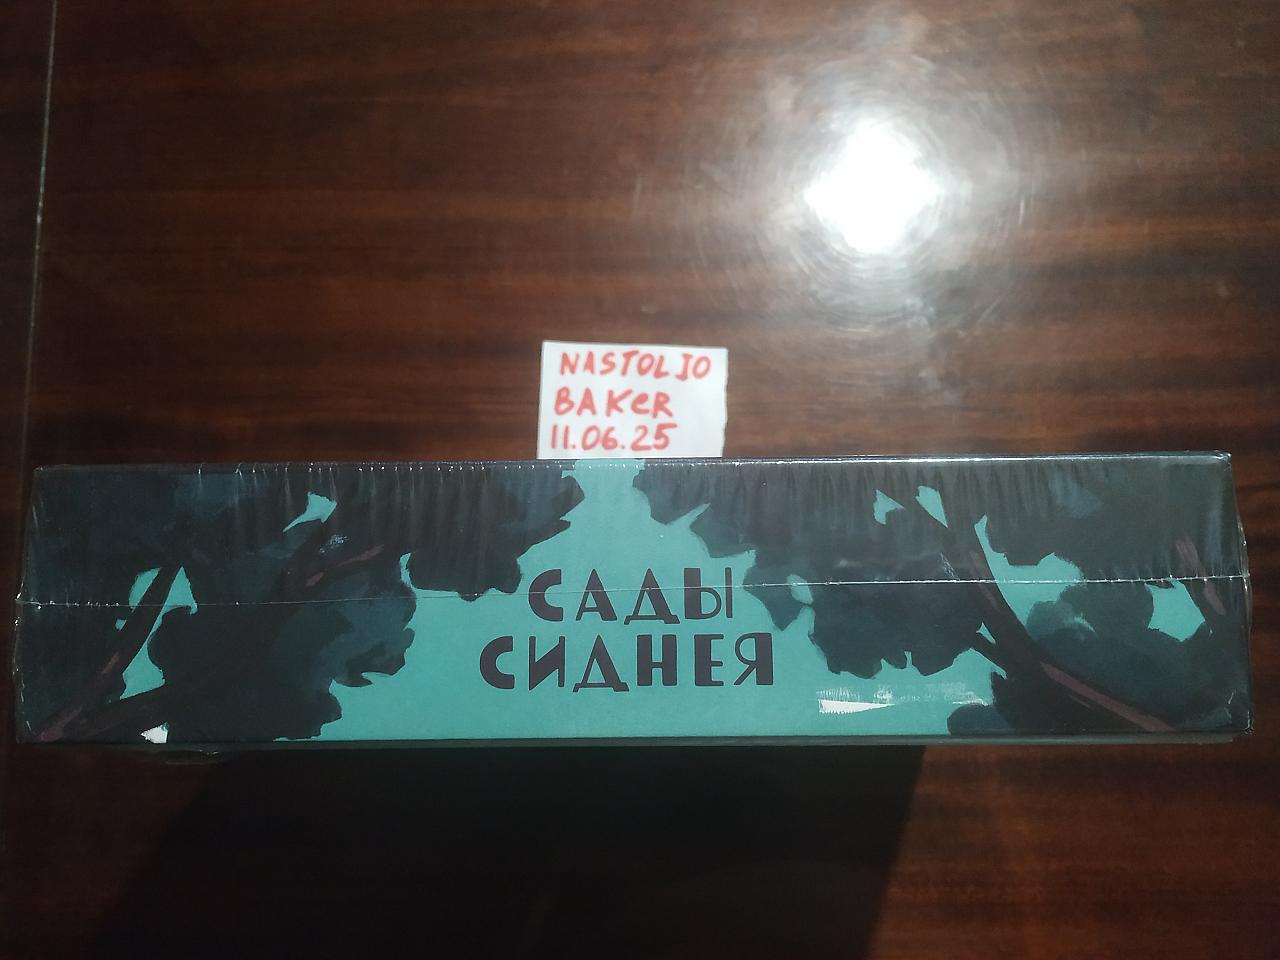 NASTOLJO
BAKER
11.06.25
САДЫ
СИДНЕЯ